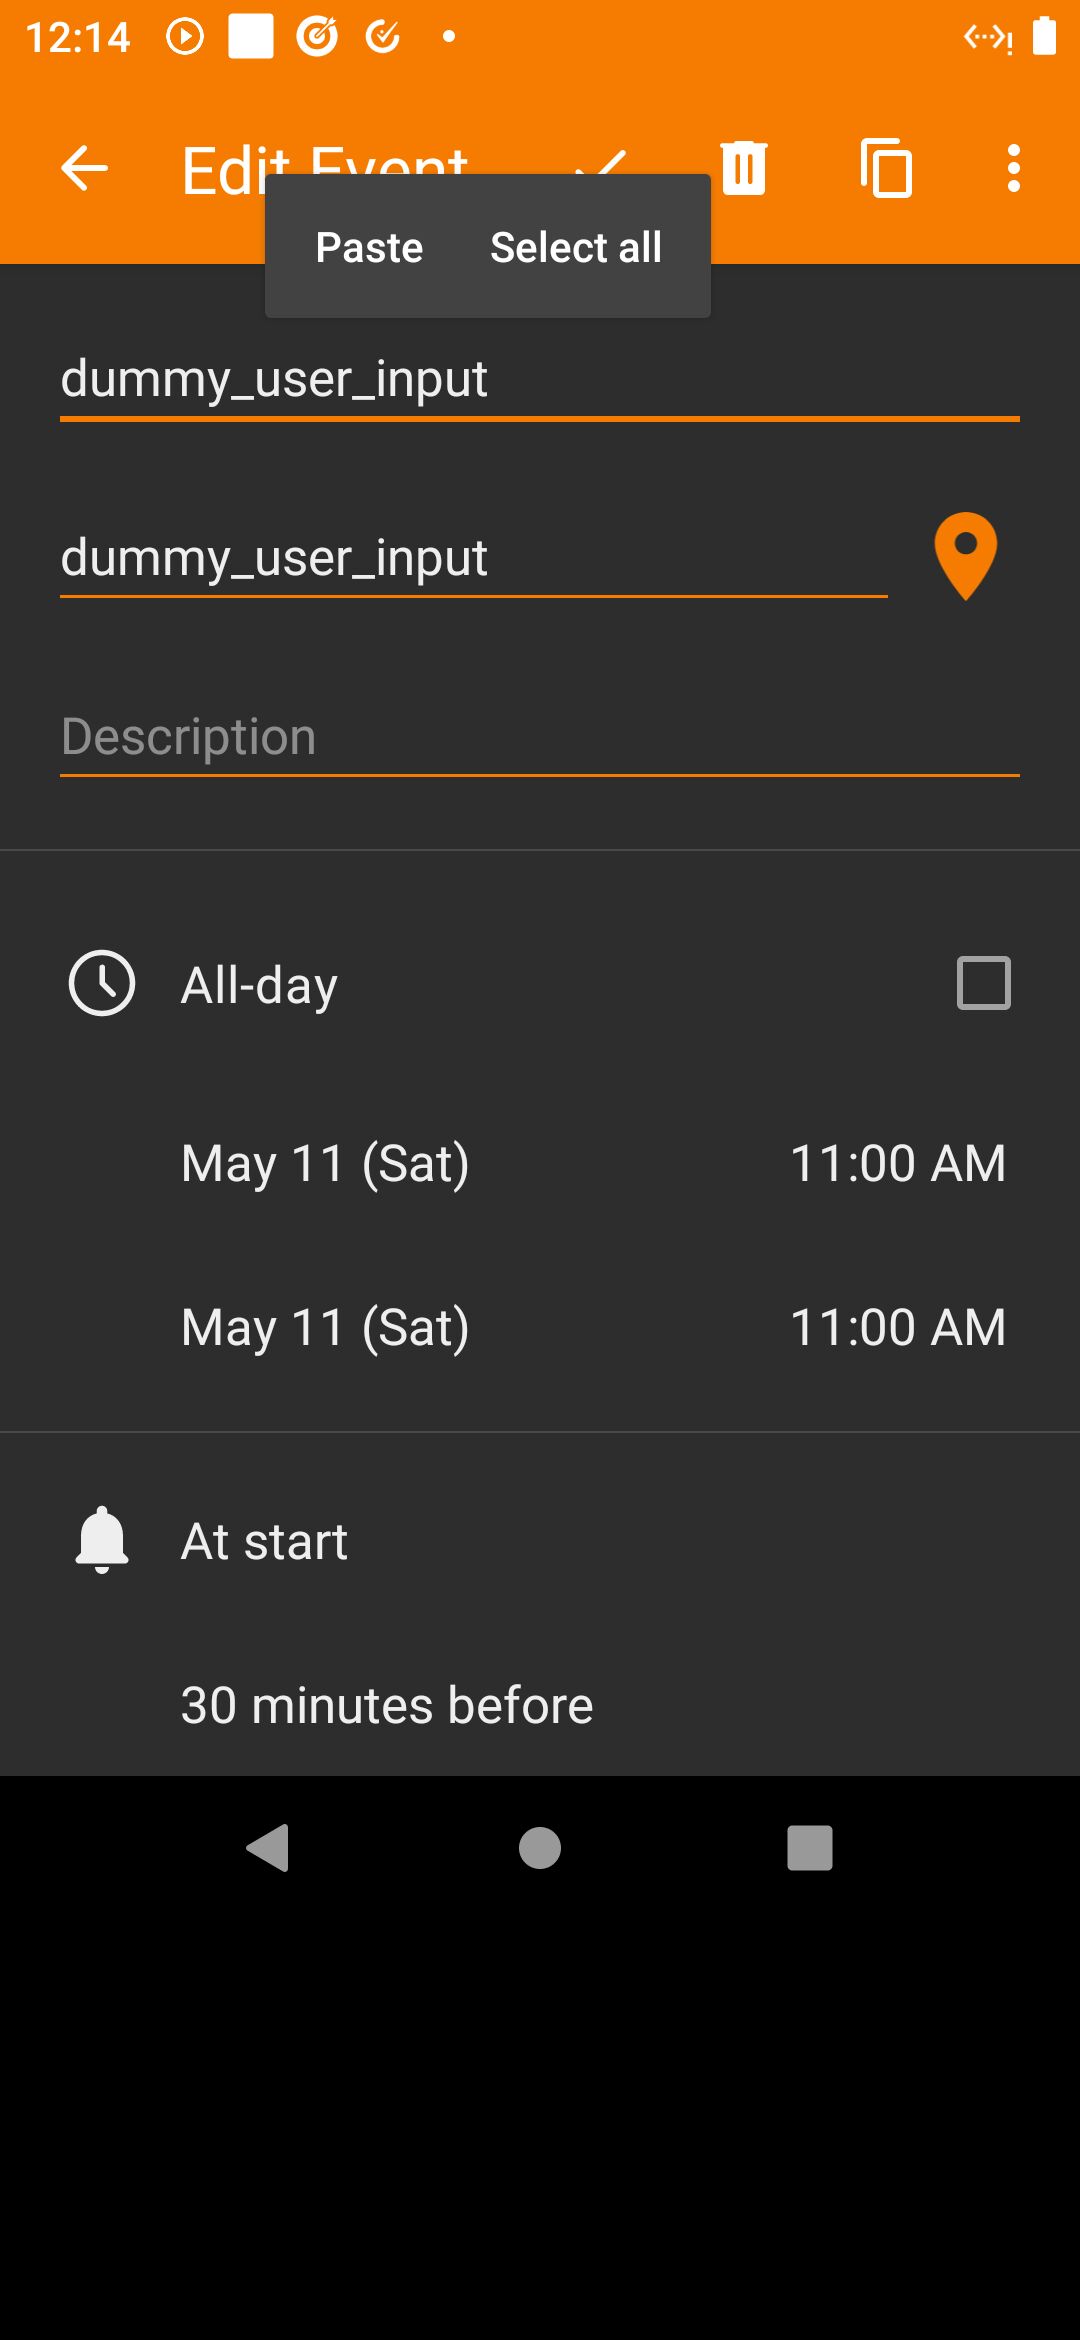 12:14
Edit Event
Paste Select all
dummy_user_input
dummy_user_input
Description
All-day
May 11 (Sat) 11:00 AM
May 11 (Sat) 11:00 AM
At start
30 minutes before